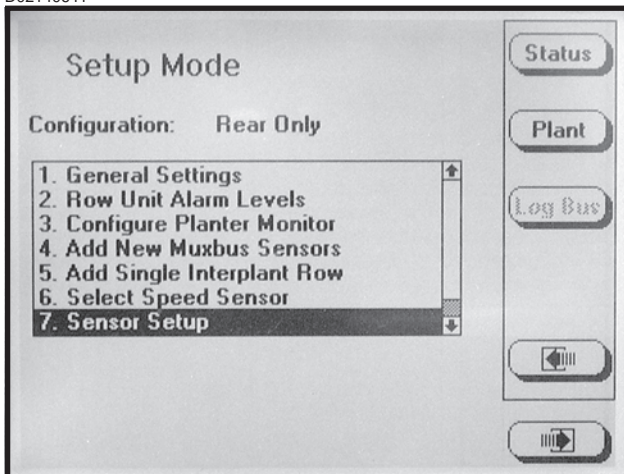 Setup Mode
Status
Configuration: Rear Only
Plant
1. General Settings
2. Row Unit Alarm Levels
3. Configure Planter Monitor
4. Add New Muxbus Sensors
5. Add Single Interplant Row
6. Select Speed Sensor
7. Sensor Setup
Log Bus